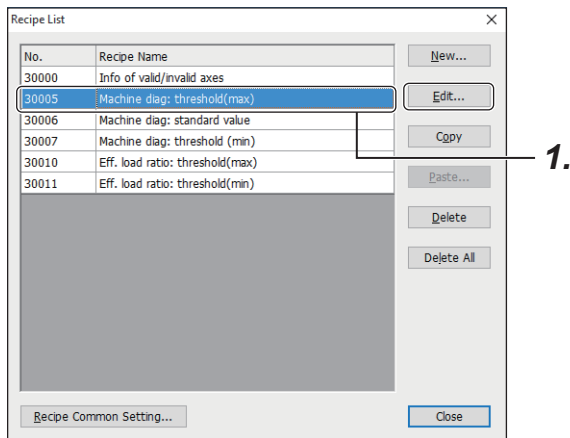 Recipe List
No. Recipe Name
30000 Info of valid/invalid axes
30005 Machine diag: threshold(max)
30006 Machine diag: standard value
30007 Machine diag: threshold (min)
30010 Eff. load ratio: threshold(max)
30011 Eff. load ratio: threshold(min)
New...
Edit...
Copy
Paste...
Delete
Delete All
1.
Recipe Common Setting...
Close